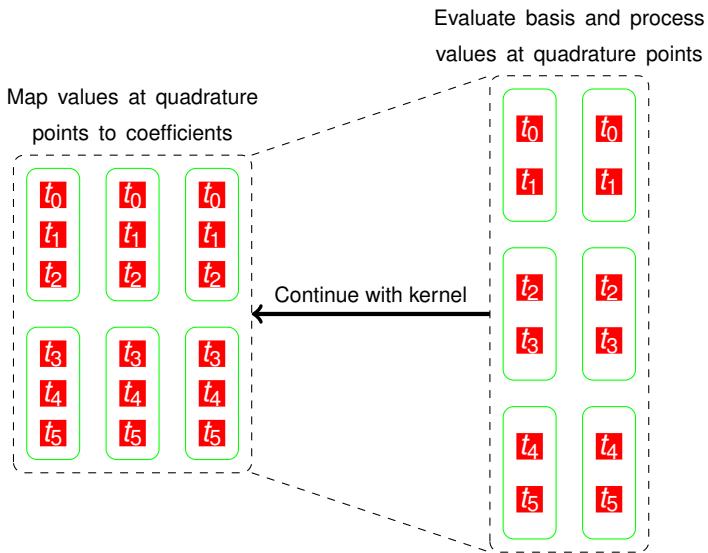 Evaluate basis and process
values at quadrature points
Map values at quadrature
points to coefficients
t0 t0 t0
t1 t1 t1
t2 t2 t2
t3 t3 t3
t4 t4 t4
t5 t5 t5
Continue with kernel
t0 t0
t1 t1
t2 t2
t3 t3
t4 t4
t5 t5